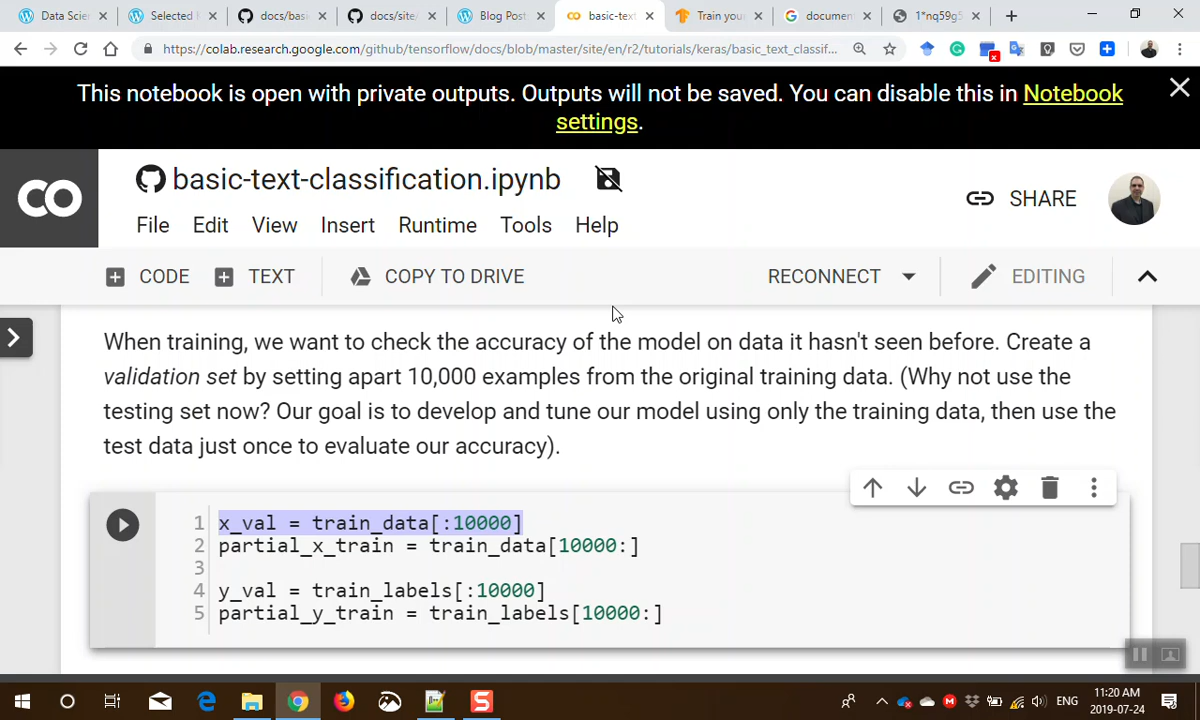 Data Scien
Selected
docs/basi
docs/site/
Blog Post
basic-text
Train your
document
1*nq59g5
https://colab.research.google.com/github/tensorflow/docs/blob/master/site/en/r2/tutorials/keras/basic_text_classif...
This notebook is open with private outputs. Outputs will not be saved. You can disable this in Notebook
settings.
CO
basic-text-classification.ipynb
SHARE
File Edit View Insert Runtime Tools Help
CODE TEXT COPY TO DRIVE RECONNECT EDITING
When training, we want to check the accuracy of the model on data it hasn't seen before. Create a
validation set by setting apart 10,000 examples from the original training data. (Why not use the
testing set now? Our goal is to develop and tune our model using only the training data, then use the
test data just once to evaluate our accuracy).
1 x_val = train_data[:10000]
2 partial_x_train = train_data[10000:]
3
4 y_val = train_labels[:10000]
5 partial_y_train = train_labels[10000:]
ENG
11:20 AM
2019-07-24